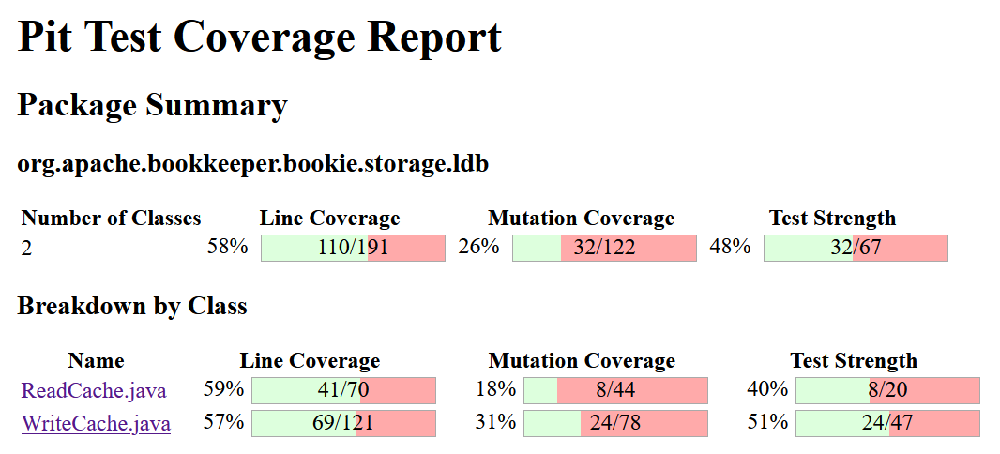 Pit Test Coverage Report
Package Summary
org.apache.bookkeeper.bookie.storage.ldb
Number of Classes Line Coverage Mutation Coverage Test Strength
2 58% 110/191 26% 32/122 48% 32/67
Breakdown by Class
Name Line Coverage Mutation Coverage Test Strength
ReadCache.java 59% 41/70 18% 8/44 40% 8/20
WriteCache.java 57% 69/121 31% 24/78 51% 24/47